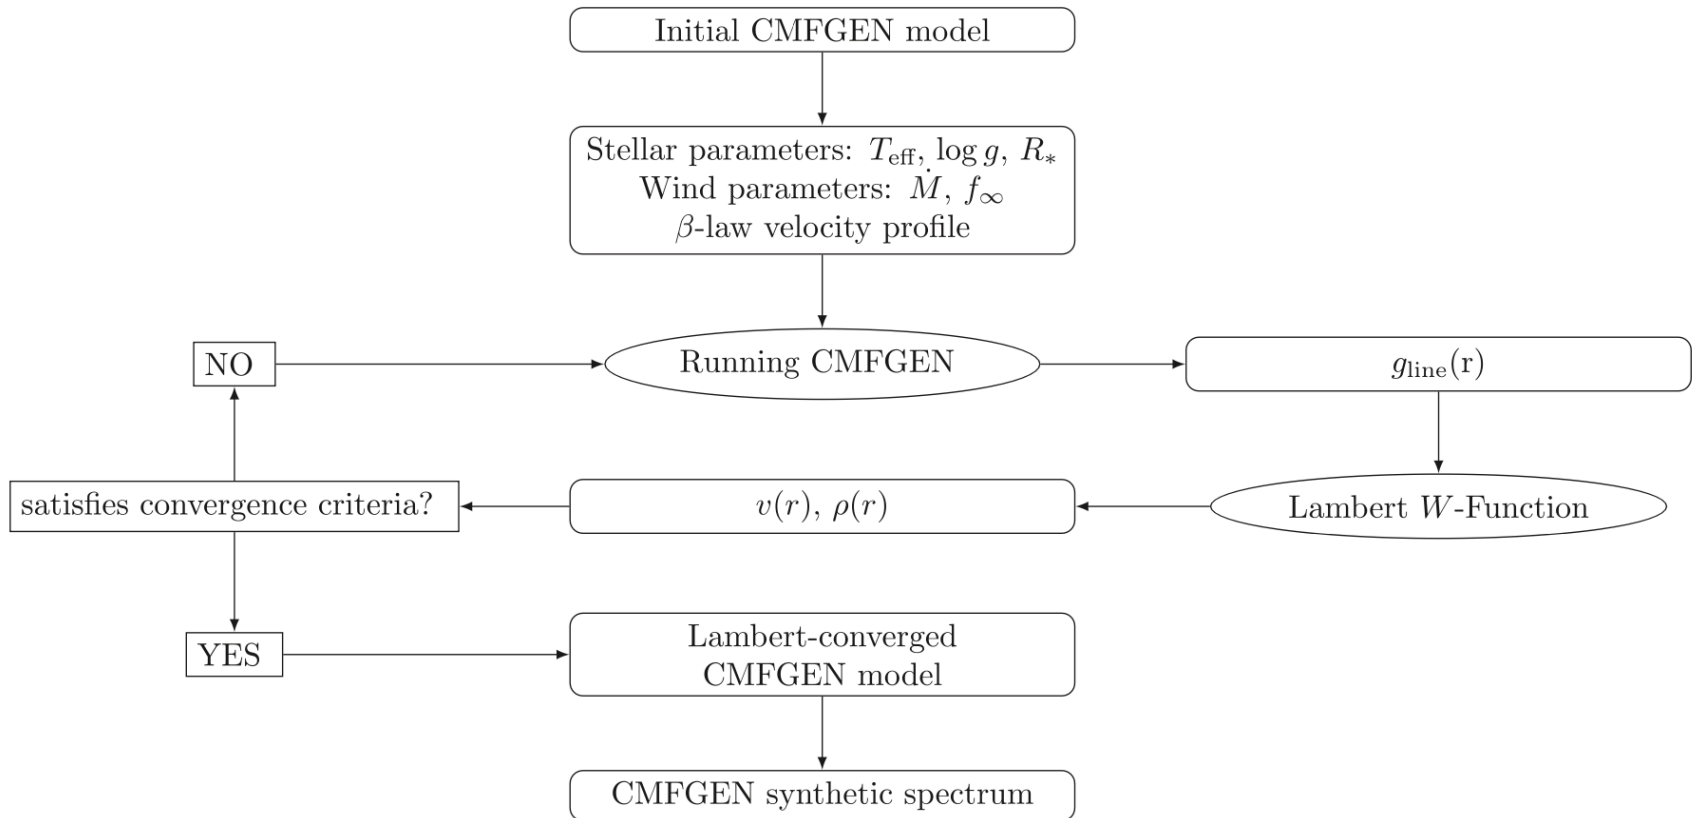 Initial CMFGEN model
Stellar parameters: T_eff, log g, R_*
Wind parameters: Ṁ, f_∞
β-law velocity profile
NO
Running CMFGEN
g_line(r)
satisfies convergence criteria?
v(r), ρ(r)
Lambert W-Function
YES
Lambert-converged
CMFGEN model
CMFGEN synthetic spectrum